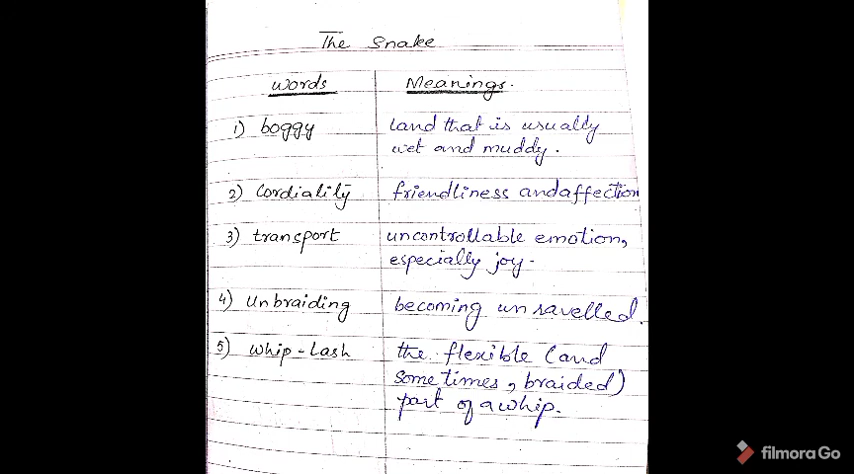 The Snake
Words Meanings.
1) boggy land that is usually
wet and muddy.
2) Cordiality friendliness and affection
3) transport uncontrollable emotion,
especially joy.
4) Unbraiding becoming unravelled.
5) whip-lash the flexible (and
sometimes, braided)
part of a whip.
filmoraGo